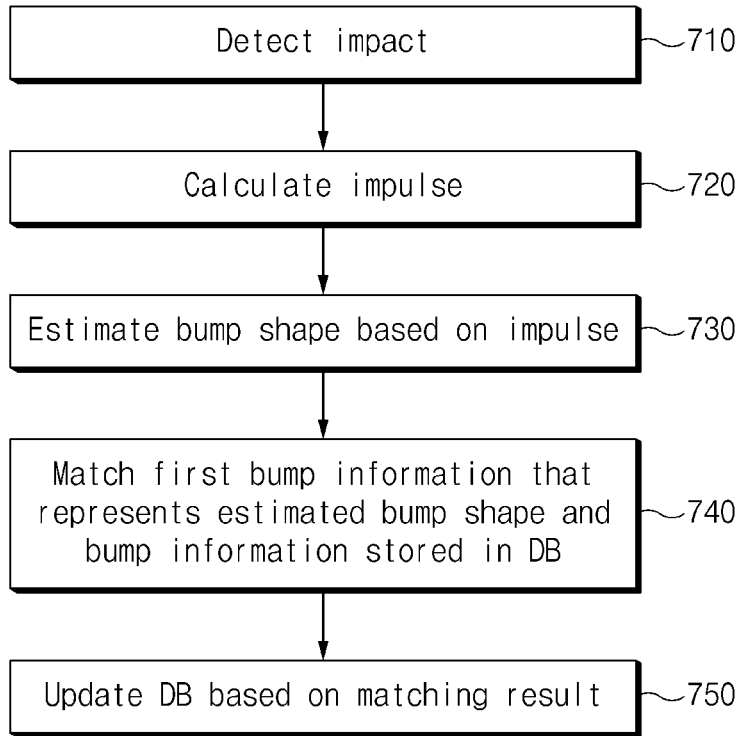 Detect impact 710
Calculate impulse 720
Estimate bump shape based on impulse 730
Match first bump information that
represents estimated bump shape and 740
bump information stored in DB
Update DB based on matching result 750